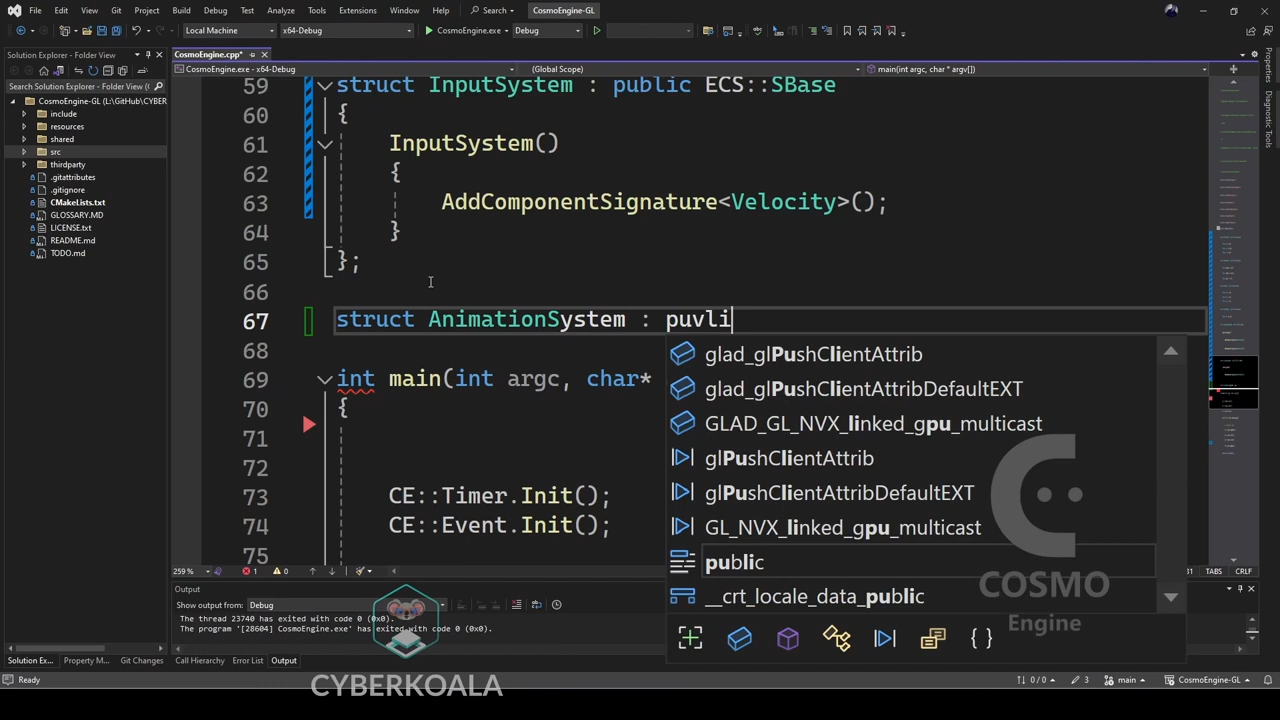 File Edit View Git Project Build Debug Test Analyze Tools Extensions Window Help Search CosmoEngine-GL
Local Machine x64-Debug CosmoEngine.exe Debug
Solution Explorer - Folder View
Search Solution Explorer - Folder View
CosmoEngine-GL (L:\GitHub\CYBER
include
resources
shared
src
thirdparty
.gitattributes
.gitignore
CMakeLists.txt
GLOSSARY.MD
LICENSE.txt
README.md
TODO.md
CosmoEngine.cpp*
CosmoEngine.exe - x64-Debug (Global Scope) main(int argc, char * argv[])
59 struct InputSystem : public ECS::SBase
60 {
61 InputSystem()
62 {
63 AddComponentSignature<Velocity>();
64 }
65 };
66
67 struct AnimationSystem : puvli
68
69 int main(int argc, char*
70 {
71
72
73 CE::Timer.Init();
74 CE::Event.Init();
75
glad_glPushClientAttrib
glad_glPushClientAttribDefaultEXT
GLAD_GL_NVX_linked_gpu_multicast
glPushClientAttrib
glPushClientAttribDefaultEXT
GL_NVX_linked_gpu_multicast
public
__crt_locale_data_public
COSMO
Engine
Properties
Diagnostic Tools
259 % 1 0 TABS CRLF
Output
Show output from: Debug
The thread 23740 has exited with code 0 (0x0).
The program '[28604] CosmoEngine.exe' has exited with code 0 (0x0).
Solution Ex... Property M... Git Changes Call Hierarchy Error List Output
Ready 0 / 0 3 main CosmoEngine-GL
CYBERKOALA